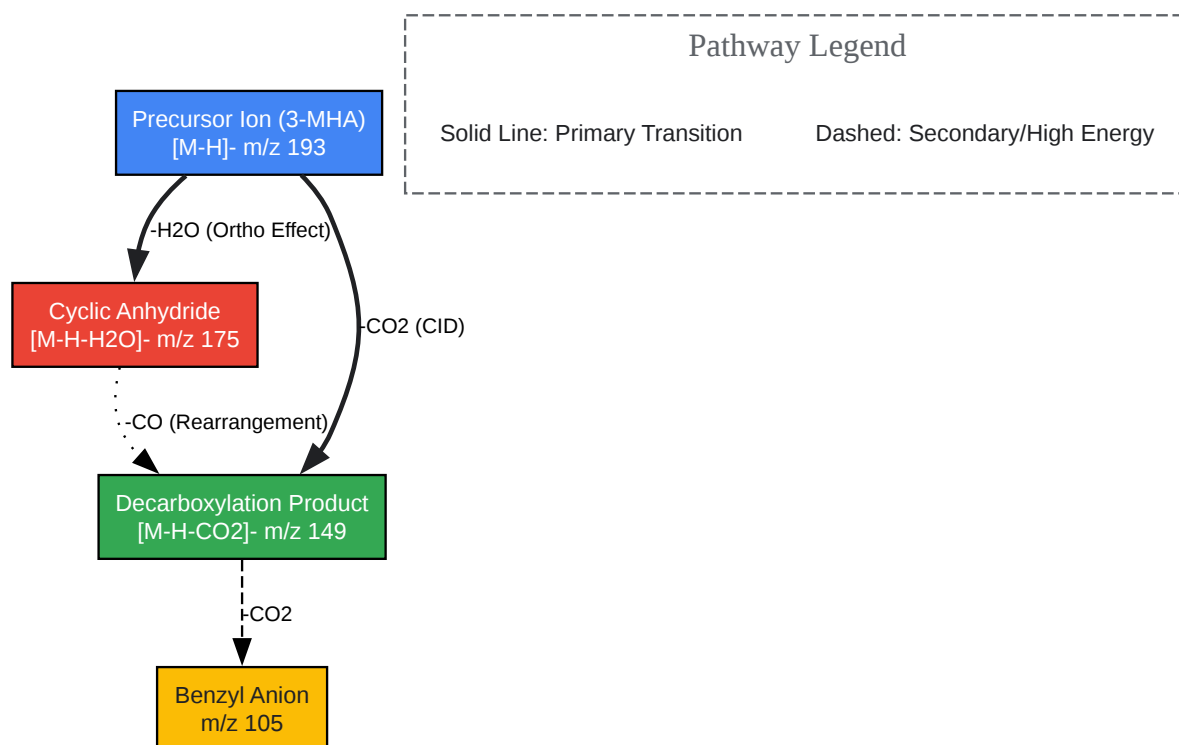 Pathway Legend
Solid Line: Primary Transition
Dashed: Secondary/High Energy
Precursor Ion (3-MHA)
[M-H]- m/z 193
-H2O (Ortho Effect)
Cyclic Anhydride
[M-H-H2O]- m/z 175
-CO2 (CID)
-CO (Rearrangement)
Decarboxylation Product
[M-H-CO2]- m/z 149
-CO2
Benzyl Anion
m/z 105